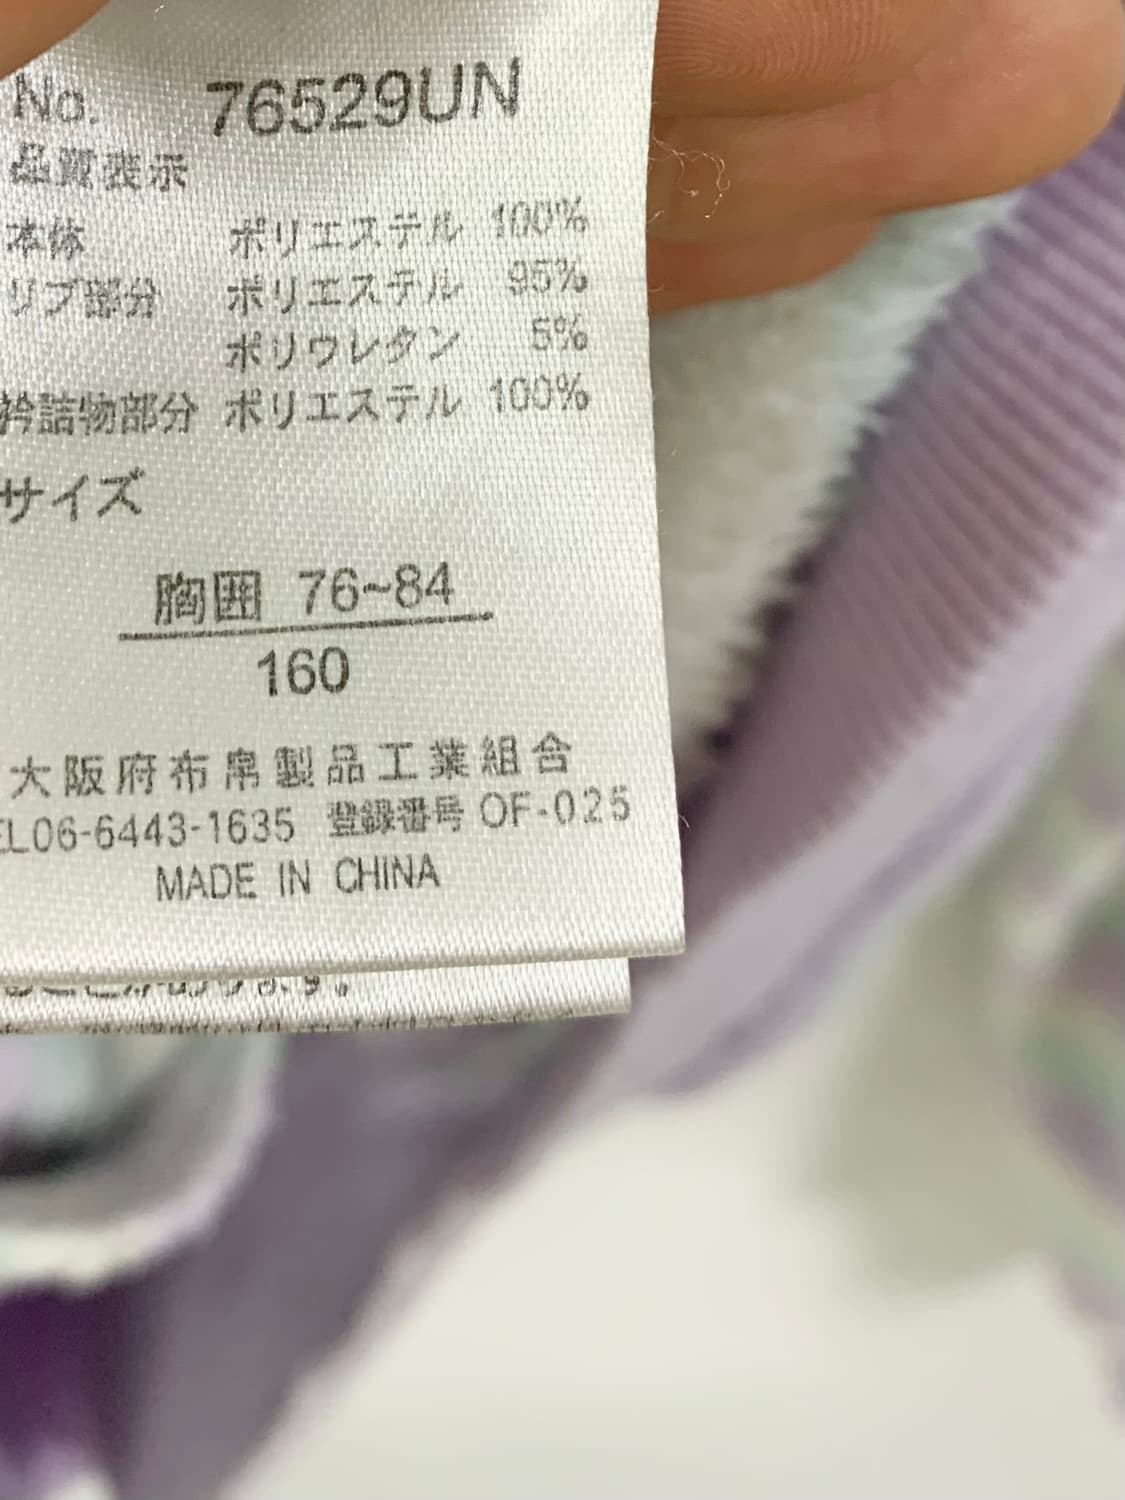 No. 76529UN
品質表示
本体 ポリエステル 100%
リブ部分 ポリエステル 95%
ポリウレタン 5%
衿詰物部分 ポリエステル 100%
サイズ
胸囲 76~84
160
大阪府布帛製品工業組合
EL06-6443-1635 登録番号 OF-025
MADE IN CHINA